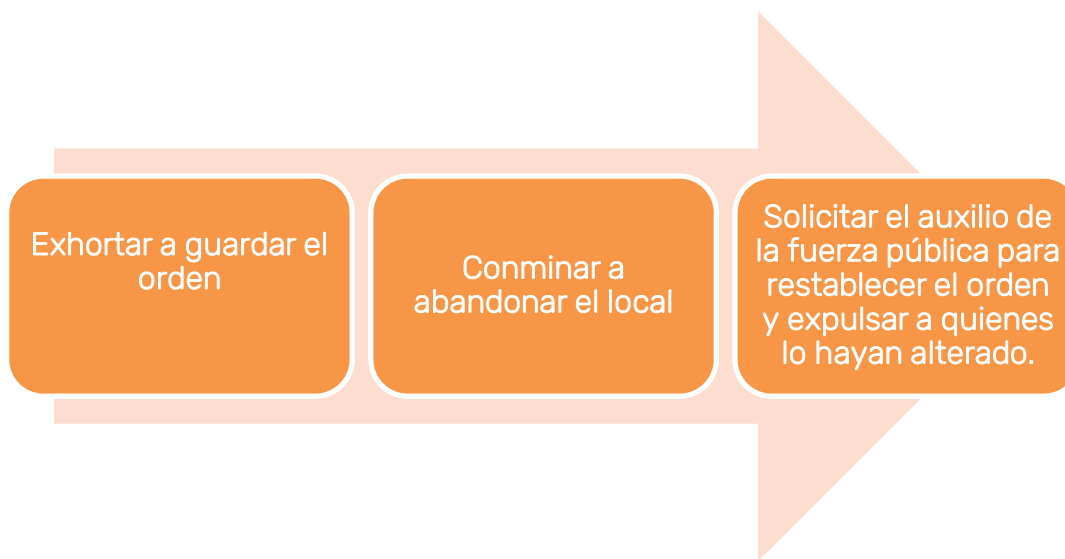 Exhortar a guardar el
orden
Conminar a
abandonar el local
Solicitar el auxilio de
la fuerza pública para
restablecer el orden
y expulsar a quienes
lo hayan alterado.